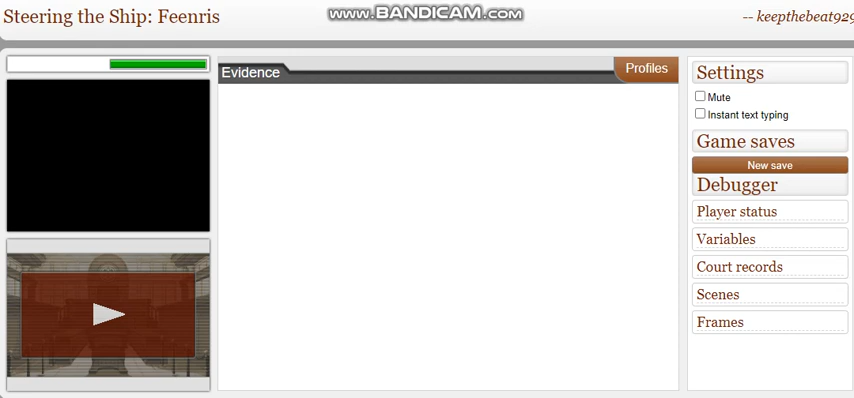 Steering the Ship: Feenris
www.BANDICAM.com
-- keepthebeat929
Evidence
Profiles
Settings
Mute
Instant text typing
Game saves
New save
Debugger
Player status
Variables
Court records
Scenes
Frames